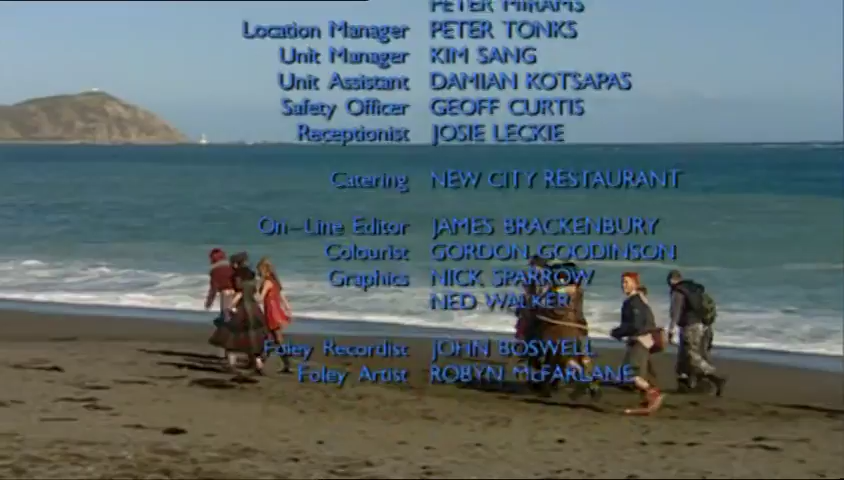 PETER MIRAMS
Location Manager PETER TONKS
Unit Manager KIM SANG
Unit Assistant DAMIAN KOTSAPAS
Safety Officer GEOFF CURTIS
Receptionist JOSIE LECKIE
Catering NEW CITY RESTAURANT
On-Line Editor JAMES BRACKENBURY
Colourist GORDON GOODINSON
Graphics NICK SPARROW
NED WALKER
Foley Recordist JOHN BOSWELL
Foley Artist ROBYN McFARLANE